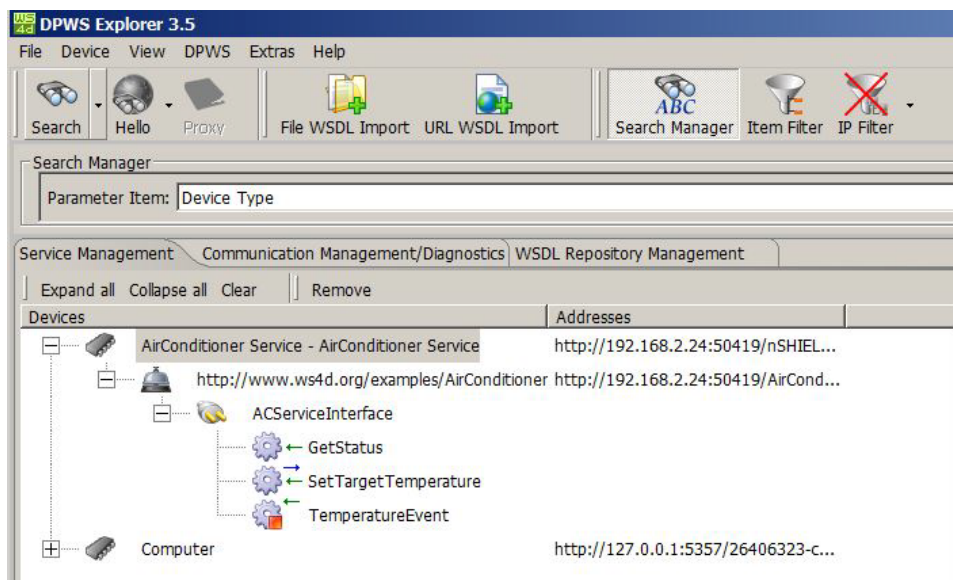 WS
4d DPWS Explorer 3.5
File Device View DPWS Extras Help
ABC
Search Hello Proxy File WSDL Import URL WSDL Import Search Manager Item Filter IP Filter
Search Manager
Parameter Item: Device Type
Service Management Communication Management/Diagnostics WSDL Repository Management
Expand all Collapse all Clear Remove
Devices Addresses
AirConditioner Service - AirConditioner Service http://192.168.2.24:50419/nSHIEL...
http://www.ws4d.org/examples/AirConditioner http://192.168.2.24:50419/AirCond...
ACServiceInterface
GetStatus
SetTargetTemperature
TemperatureEvent
Computer http://127.0.0.1:5357/26406323-c...